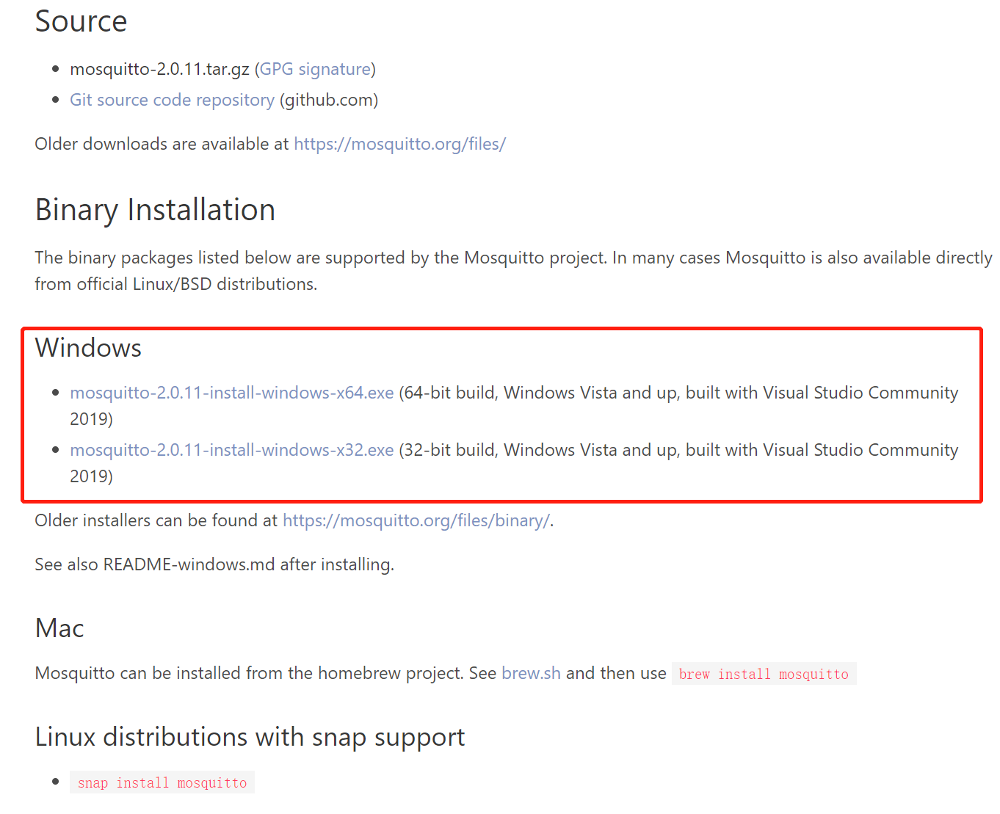 Source
mosquitto-2.0.11.tar.gz (GPG signature)
Git source code repository (github.com)
Older downloads are available at https://mosquitto.org/files/
Binary Installation
The binary packages listed below are supported by the Mosquitto project. In many cases Mosquitto is also available directly
from official Linux/BSD distributions.
Windows
mosquitto-2.0.11-install-windows-x64.exe (64-bit build, Windows Vista and up, built with Visual Studio Community
2019)
mosquitto-2.0.11-install-windows-x32.exe (32-bit build, Windows Vista and up, built with Visual Studio Community
2019)
Older installers can be found at https://mosquitto.org/files/binary/.
See also README-windows.md after installing.
Mac
Mosquitto can be installed from the homebrew project. See brew.sh and then use brew install mosquitto
Linux distributions with snap support
snap install mosquitto